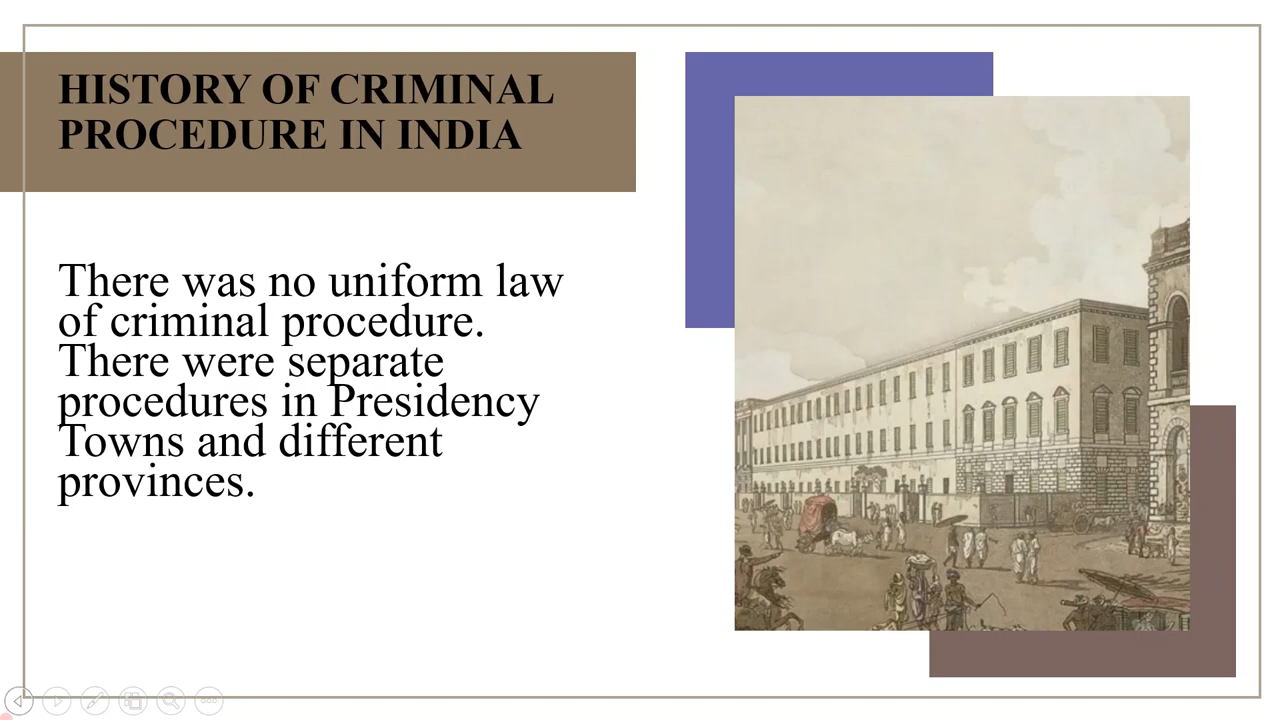 HISTORY OF CRIMINAL
PROCEDURE IN INDIA
There was no uniform law
of criminal procedure.
There were separate
procedures in Presidency
Towns and different
provinces.